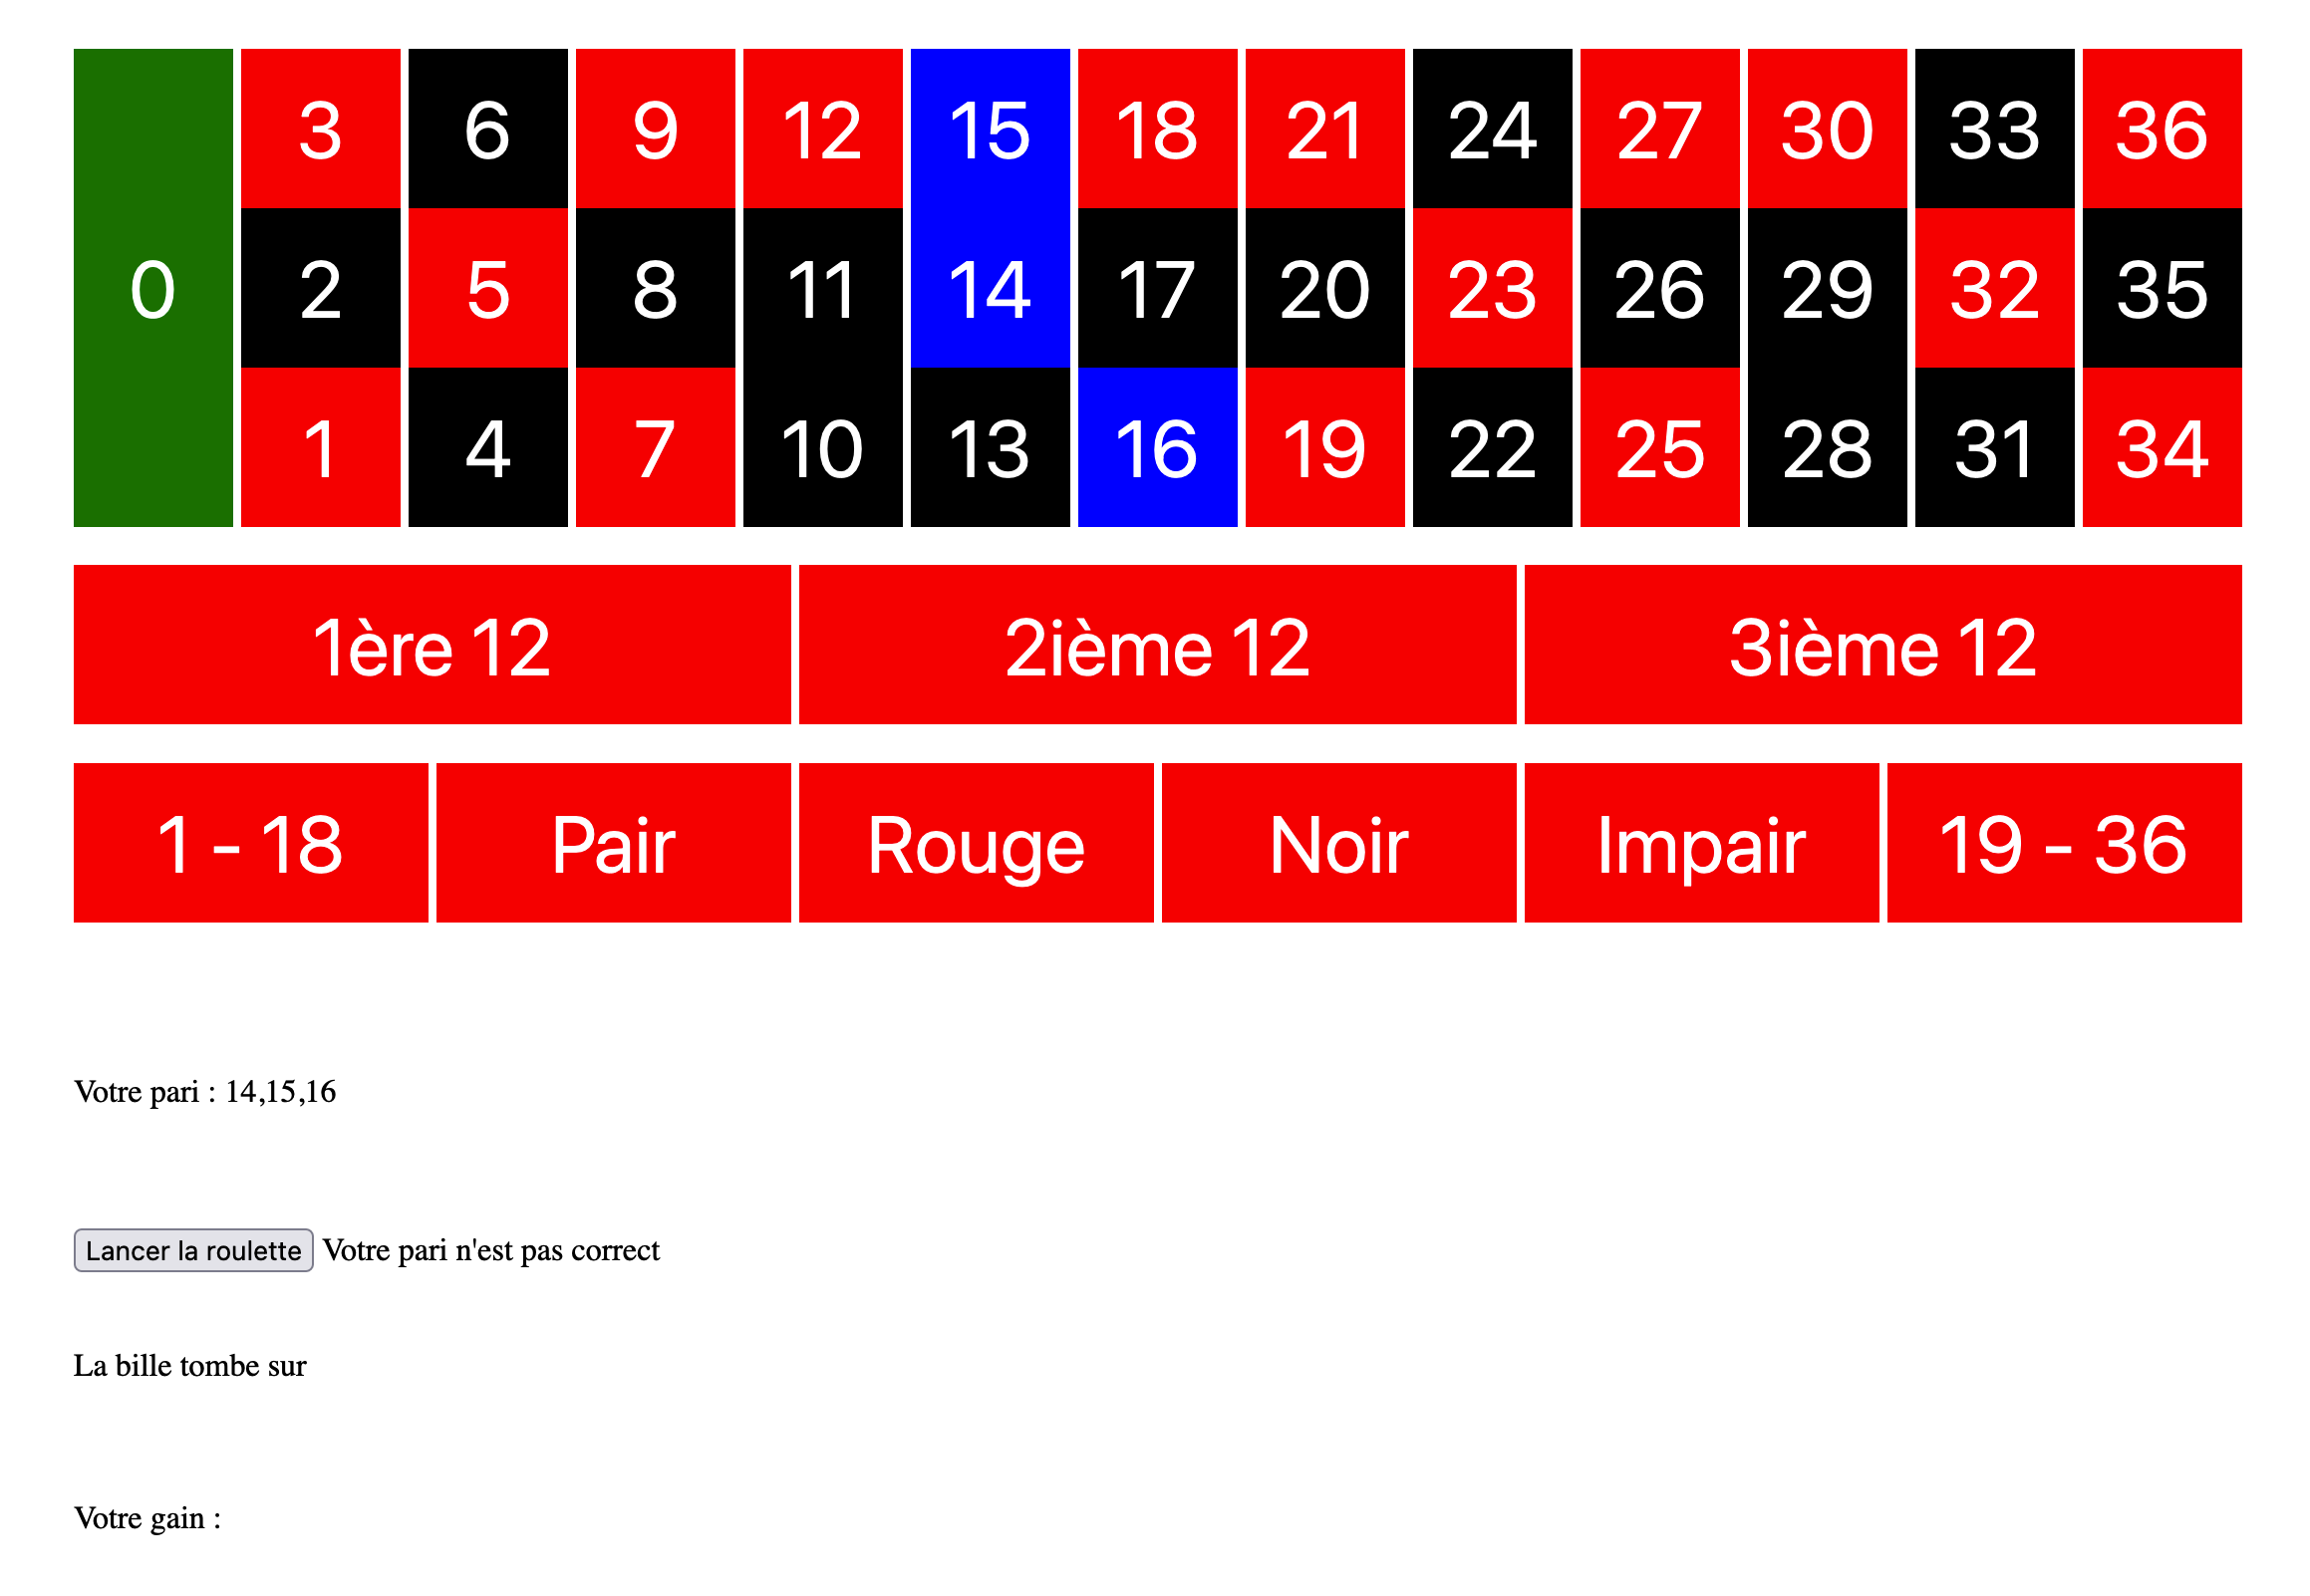 3 6 9 12 15 18 21 24 27 30 33 36
0 2 5 8 11 14 17 20 23 26 29 32 35
1 4 7 10 13 16 19 22 25 28 31 34
1ère 12 2ième 12 3ième 12
1 - 18 Pair Rouge Noir Impair 19 - 36
Votre pari : 14,15,16
Lancer la roulette Votre pari n'est pas correct
La bille tombe sur
Votre gain :